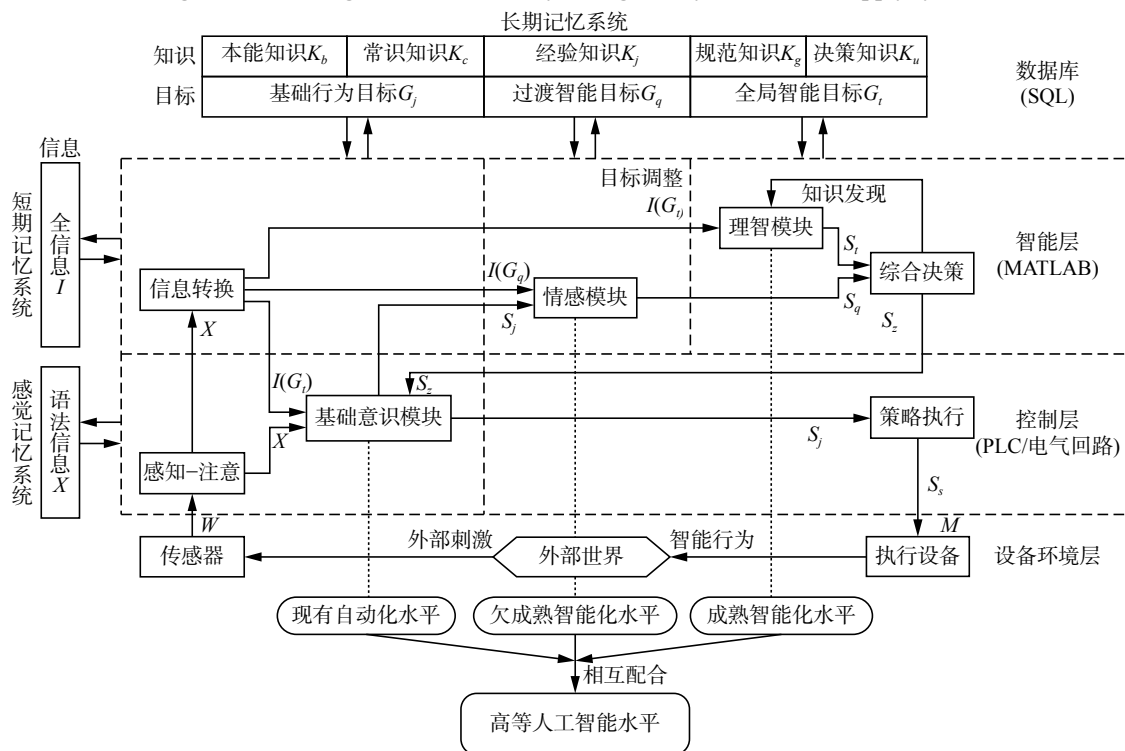 长期记忆系统
知识 本能知识K_b 常识知识K_c 经验知识K_j 规范知识K_g 决策知识K_u
目标 基础行为目标G_j 过渡智能目标G_q 全局智能目标G_t
数据库
(SQL)
信息
短期记忆系统
全信息I
目标调整
知识发现
I(G_t)
理智模块
S_t
综合决策
智能层
(MATLAB)
信息转换
I(G_q)
情感模块
S_q
S_j
S_z
X
感觉记忆系统
语法信息X
I(G_t)
S_z
基础意识模块
策略执行
控制层
(PLC/电气回路)
X
S_j
感知-注意
S_s
W
M
传感器
外部刺激
外部世界
智能行为
执行设备
设备环境层
现有自动化水平
欠成熟智能化水平
成熟智能化水平
相互配合
高等人工智能水平